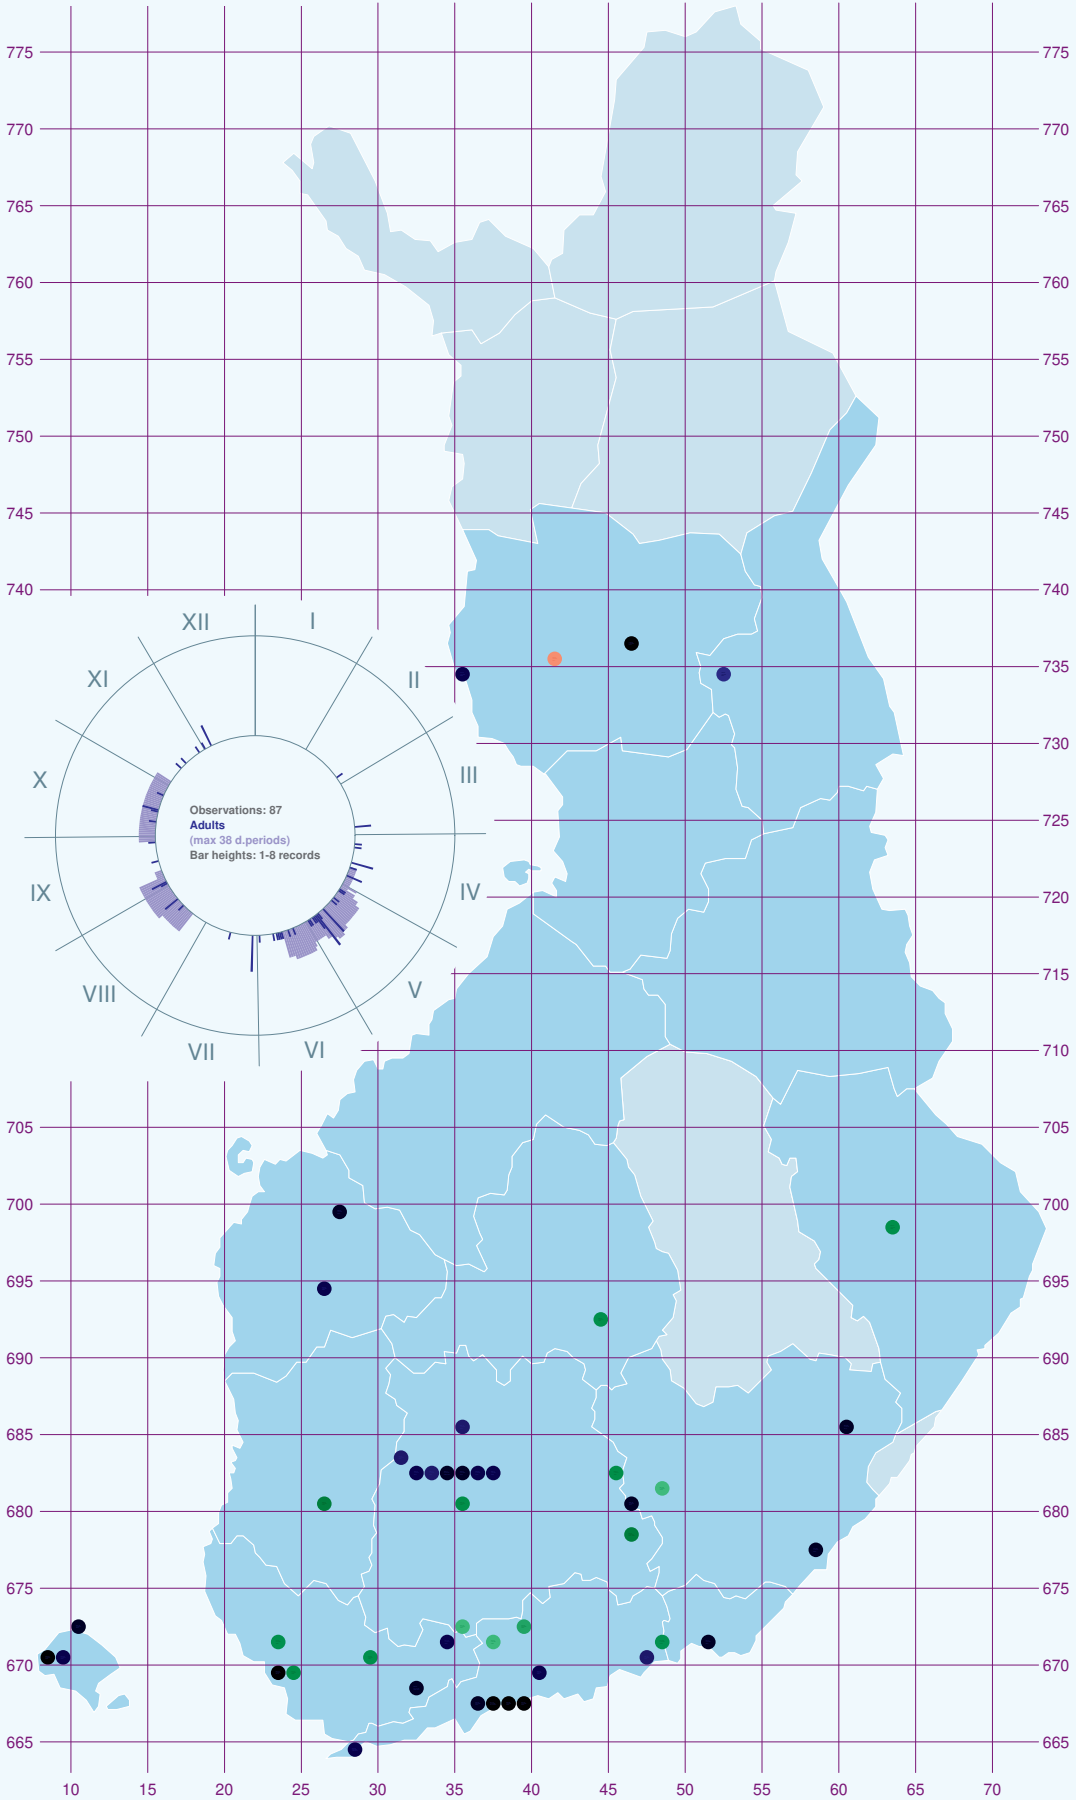 775 775
770 770
765 765
760 760
755 755
750 750
745 745
740 740
XII I
XI II
735 735
730
X III
Observations: 87
Adults
(max 38 d.periods)
Bar heights: 1-8 records
725
IX IV
720
VIII V
715
VII VI
710
705 705
700 700
695 695
690 690
685 685
680 680
675 675
670 670
665 665
10 15 20 25 30 35 40 45 50 55 60 65 70